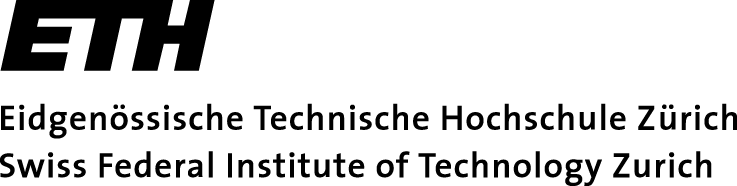 ETH
Eidgenössische Technische Hochschule Zürich
Swiss Federal Institute of Technology Zurich